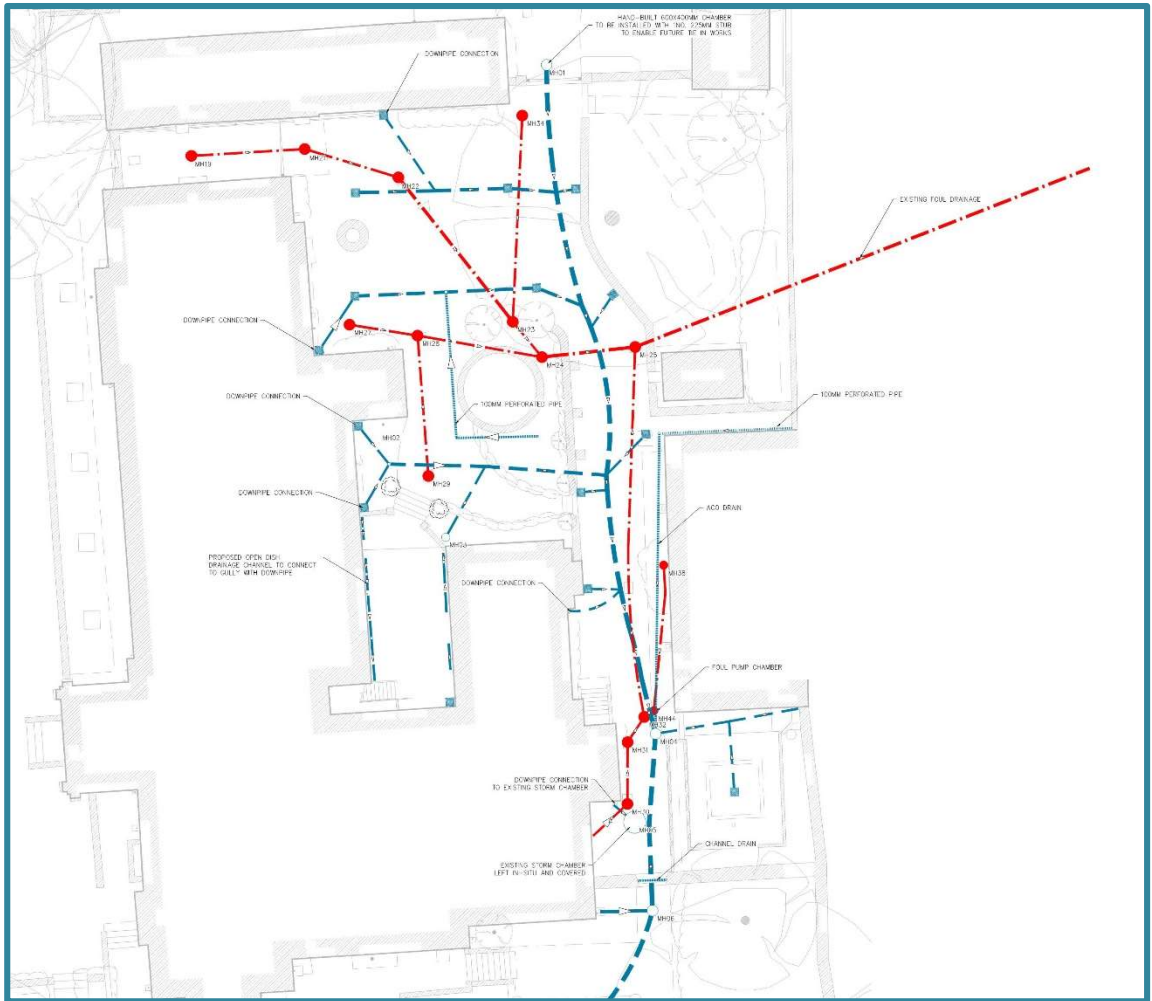 HAND-BUILT 600X400MM CHAMBER
TO BE INSTALLED WITH 1NO. 225MM STUB
TO ENABLE FUTURE TIE IN WORKS
DOWNPIPE CONNECTION
MH01
MH34
MH19
MH22
EXISTING FOUL DRAINAGE
DOWNPIPE CONNECTION
MH27
MH28
MH23
MH24
MH25
DOWNPIPE CONNECTION
100MM PERFORATED PIPE
100MM PERFORATED PIPE
MH02
MH29
DOWNPIPE CONNECTION
ACO DRAIN
MH03
PROPOSED OPEN DISH
DRAINAGE CHANNEL TO CONNECT
TO GULLY WITH DOWNPIPE
MH38
DOWNPIPE CONNECTION
FOUL PUMP CHAMBER
MH44
MH32
MH04
MH31
DOWNPIPE CONNECTION
TO EXISTING STORM CHAMBER
MH30
MH05
CHANNEL DRAIN
EXISTING STORM CHAMBER
LEFT IN-SITU AND COVERED
MH06